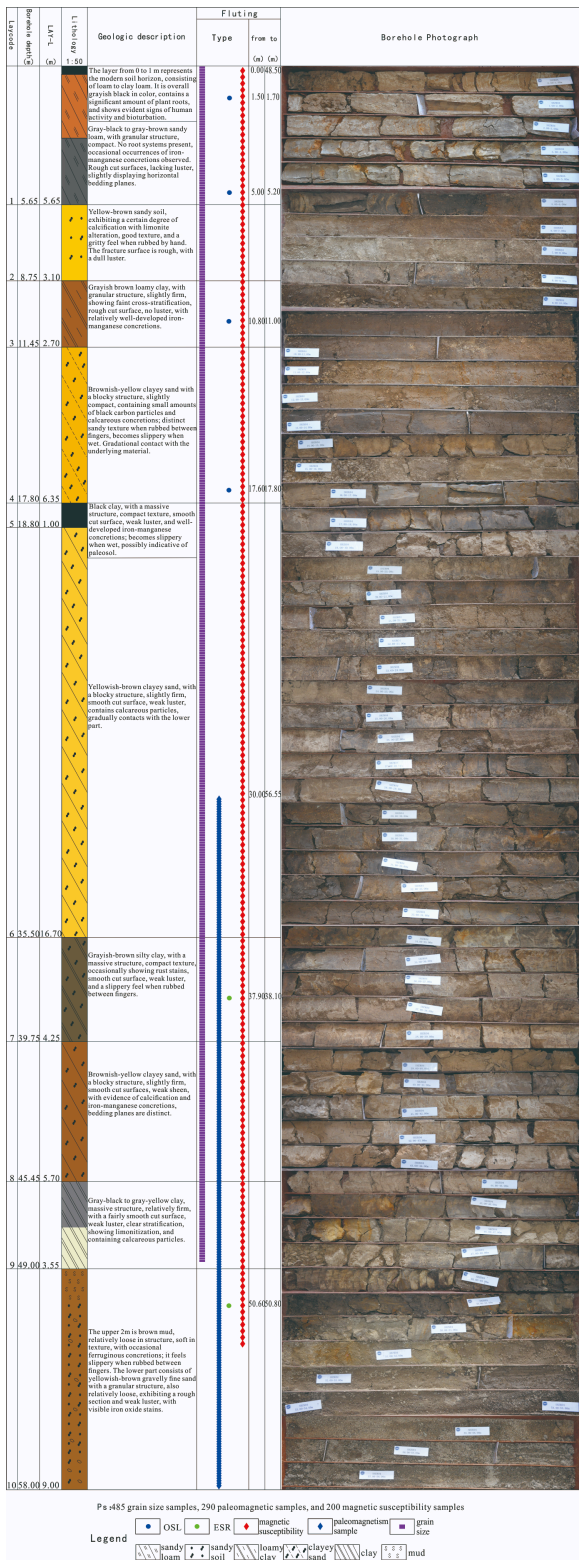 Laycode
Borehole depth(m)
LAY-L (m)
Lithology 1:50
Geologic description
Fluting
Type
from to
(m) (m)
Borehole Photograph
The layer from 0 to 1 m represents
the modern soil horizon, consisting
of loam to clay loam. It is overall
grayish black in color, contains a
significant amount of plant roots,
and shows evident signs of human
activity and bioturbation.
0.00 48.50
1.50 1.70
Gray-black to gray-brown sandy
loam, with granular structure,
compact. No root systems present,
occasional occurrences of iron-
manganese concretions observed.
Rough cut surfaces, lacking luster,
slightly displaying horizontal
bedding planes.
5.00 5.20
1 5.65 5.65
Yellow-brown sandy soil,
exhibiting a certain degree of
calcification with limonite
alteration, good texture, and a
gritty feel when rubbed by hand.
The fracture surface is rough, with
a dull luster.
2 8.75 3.10
Grayish brown loamy clay, with
granular structure, slightly firm,
showing faint cross-stratification,
rough cut surface, no luster, with
relatively well-developed iron-
manganese concretions.
10.80 11.00
3 11.45 2.70
Brownish-yellow clayey sand with
a blocky structure, slightly
compact, containing small amounts
of black carbon particles and
calcareous concretions; distinct
sandy texture when rubbed between
fingers, becomes slippery when
wet. Gradational contact with the
underlying material.
17.60 17.80
4 17.80 6.35
Black clay, with a massive
structure, compact texture, smooth
cut surface, weak luster, and well-
developed iron-manganese
concretions; becomes slippery
when wet, possibly indicative of
paleosol.
5 18.80 1.00
Yellowish-brown clayey sand, with
a blocky structure, slightly firm,
smooth cut surface, weak luster,
contains calcareous particles,
gradually contacts with the lower
part.
30.00 56.55
6 35.50 16.70
Grayish-brown silty clay, with a
massive structure, compact texture,
occasionally showing rust stains,
smooth cut surface, weak luster,
and a slippery feel when rubbed
between fingers.
37.90 38.10
7 39.75 4.25
Brownish-yellow clayey sand, with
a blocky structure, slightly firm,
smooth cut surfaces, weak sheen,
with evidence of calcification and
iron-manganese concretions,
bedding planes are distinct.
8 45.45 5.70
Gray-black to gray-yellow clay,
massive structure, relatively firm,
with a fairly smooth cut surface,
weak luster, clear stratification,
showing limonitization, and
containing calcareous particles.
9 49.00 3.55
50.60 50.80
The upper 2m is brown mud,
relatively loose in structure, soft in
texture, with occasional
ferruginous concretions; it feels
slippery when rubbed between
fingers. The lower part consists of
yellowish-brown gravelly fine sand
with a granular structure, also
relatively loose, exhibiting a rough
section and weak luster, with
visible iron oxide stains.
10 58.00 9.00
Ps:485 grain size samples, 290 paleomagnetic samples, and 200 magnetic susceptibility samples
Legend
OSL
ESR
magnetic susceptibility
paleomagnetism sample
grain size
sandy loam
sandy soil
loamy clay
clayey sand
clay
mud